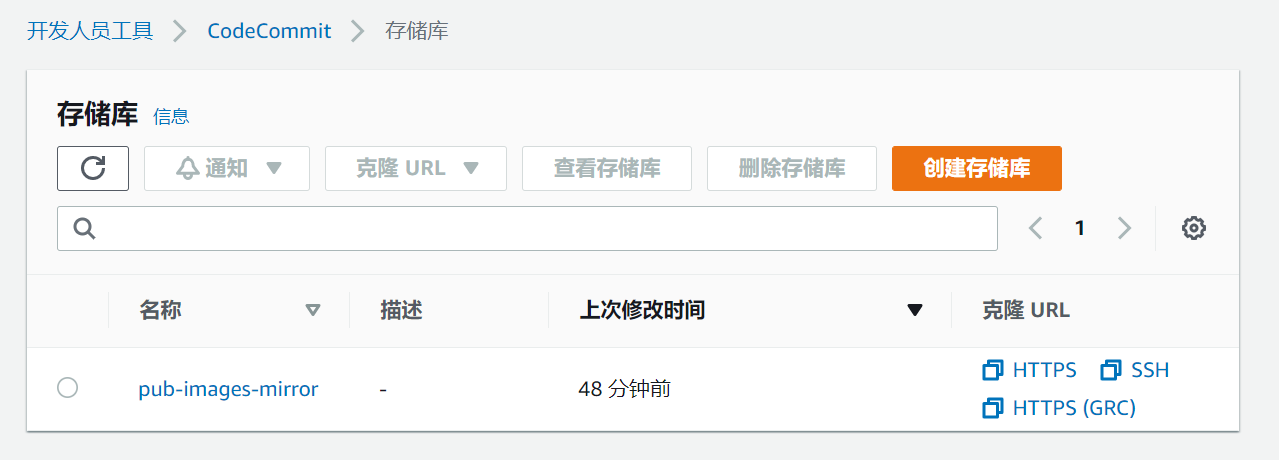 开发人员工具 CodeCommit 存储库
存储库 信息
通知 克隆 URL 查看存储库 删除存储库 创建存储库
1
名称 描述 上次修改时间 克隆 URL
pub-images-mirror - 48 分钟前 HTTPS SSH
HTTPS (GRC)